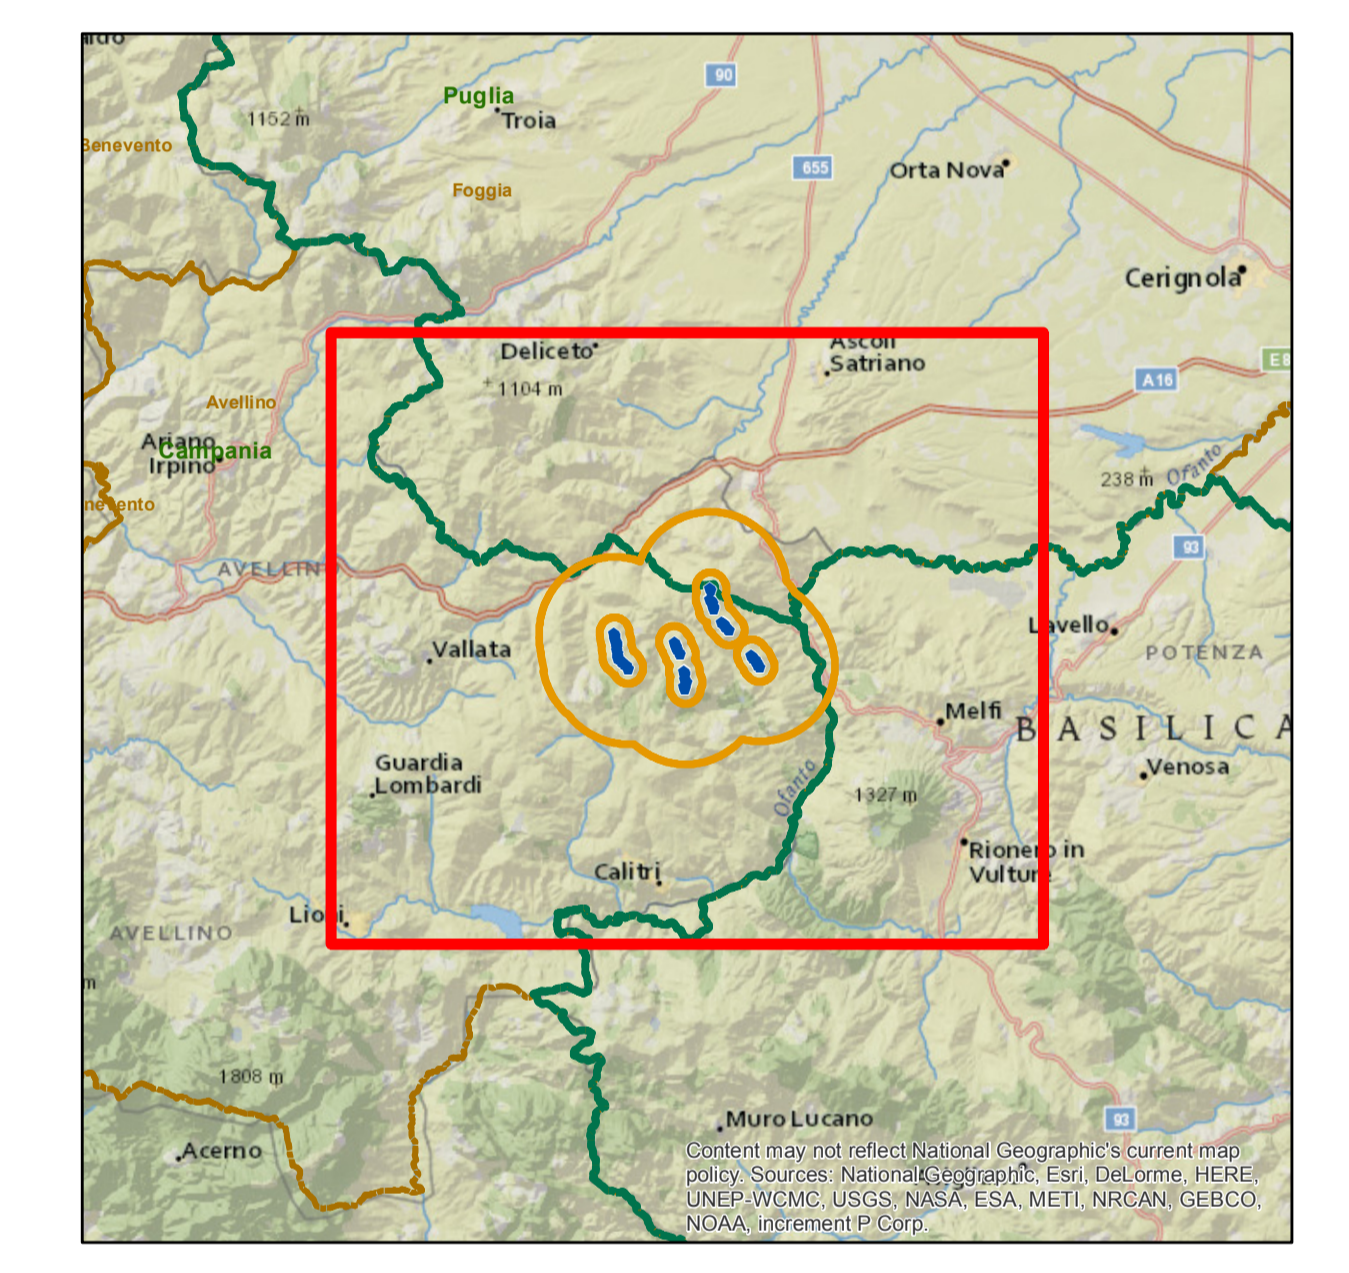 Puglia
1152 m
Troia
90
Benevento
Foggia
655
Orta Nova
Cerignola
Deliceto
Ascoli
Satriano
E8
A16
1104 m
Avellino
Ariano
Irpino
Campania
238 m
Ofanto
nevento
93
AVELLINO
Vallata
Lavello
POTENZA
Melfi
BASILICA
Guardia
Lombardi
Venosa
Ofanto
1327 m
Rionero in
Vulture
Calitri
Lioni
AVELLINO
m
1808 m
Muro Lucano
93
Acerno
Content may not reflect National Geographic's current map
policy. Sources: National Geographic, Esri, DeLorme, HERE,
UNEP-WCMC, USGS, NASA, ESA, METI, NRCAN, GEBCO,
NOAA, increment P Corp.